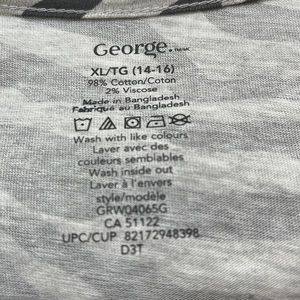 George.
XL/TG (14-16)
98% Cotton/Coton
2% Viscose
Made in Bangladesh
Fabriqué au Bangladesh
Wash with like colours
Laver avec des
couleurs semblables
Wash inside out
Laver à l'envers
style/modèle
GRW04065G
CA 51122
UPC/CUP 82172948398
D3T